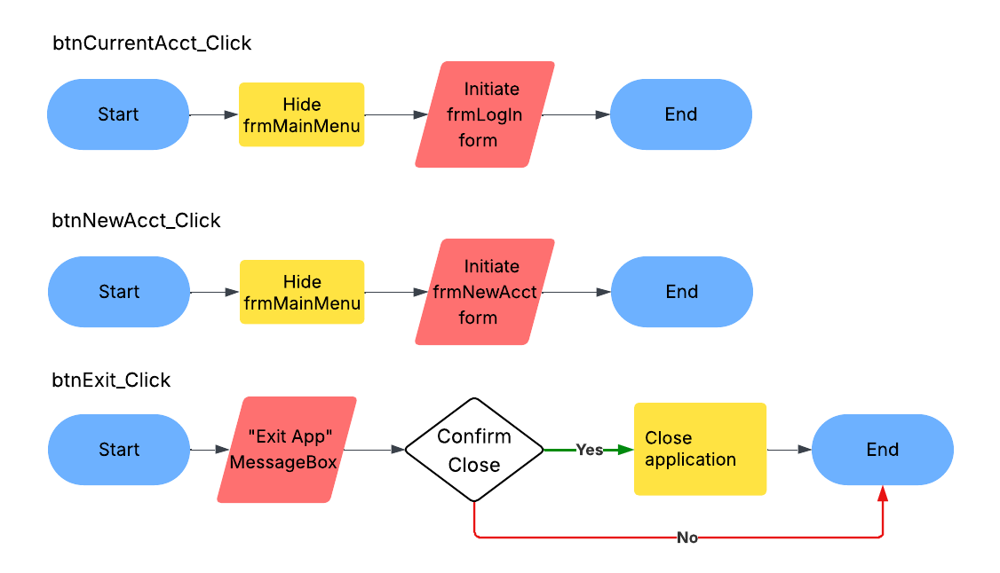 btnCurrentAcct_Click
Start
Hide
frmMainMenu
Initiate
frmLogIn
form
End
btnNewAcct_Click
Start
Hide
frmMainMenu
Initiate
frmNewAcct
form
End
btnExit_Click
Start
"Exit App"
MessageBox
Confirm
Close
Yes
Close
application
End
No